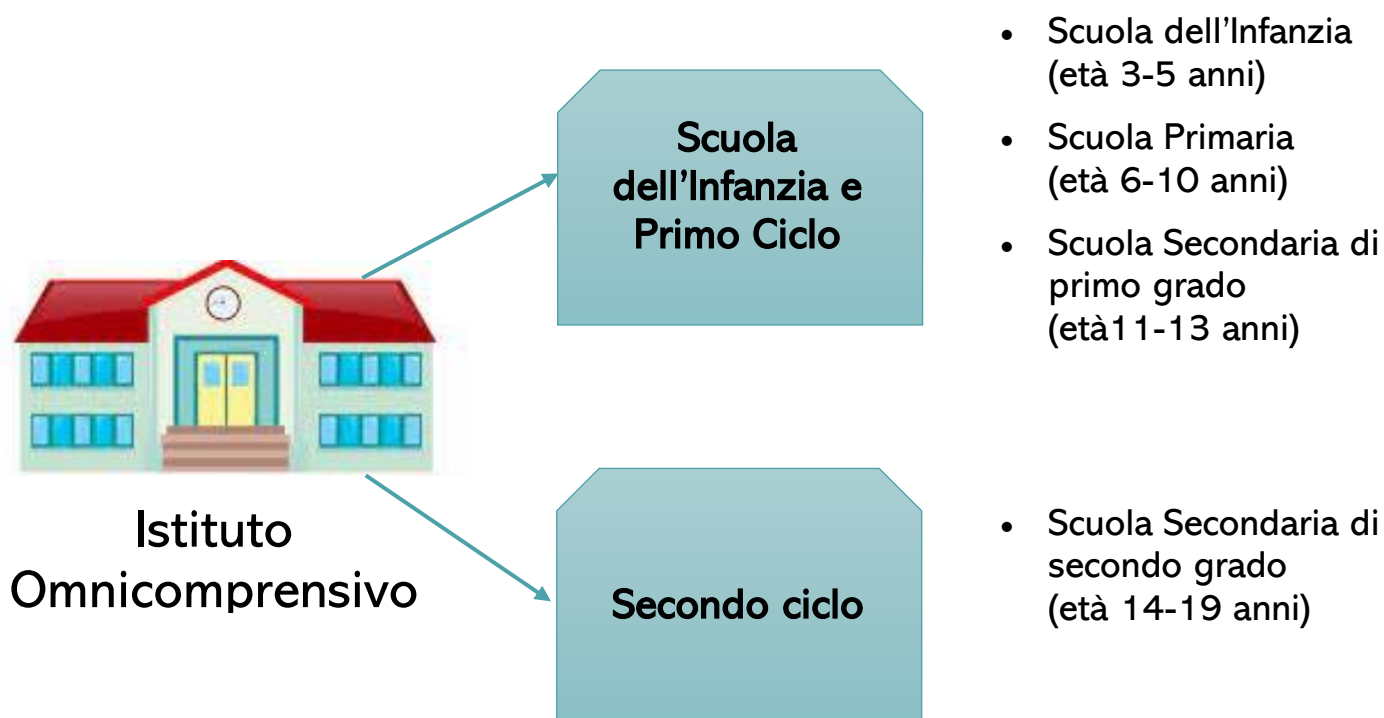 Istituto
Omnicomprensivo
Scuola
dell’Infanzia e
Primo Ciclo
• Scuola dell’Infanzia
(età 3-5 anni)
• Scuola Primaria
(età 6-10 anni)
• Scuola Secondaria di
primo grado
(età11-13 anni)
Secondo ciclo
• Scuola Secondaria di
secondo grado
(età 14-19 anni)